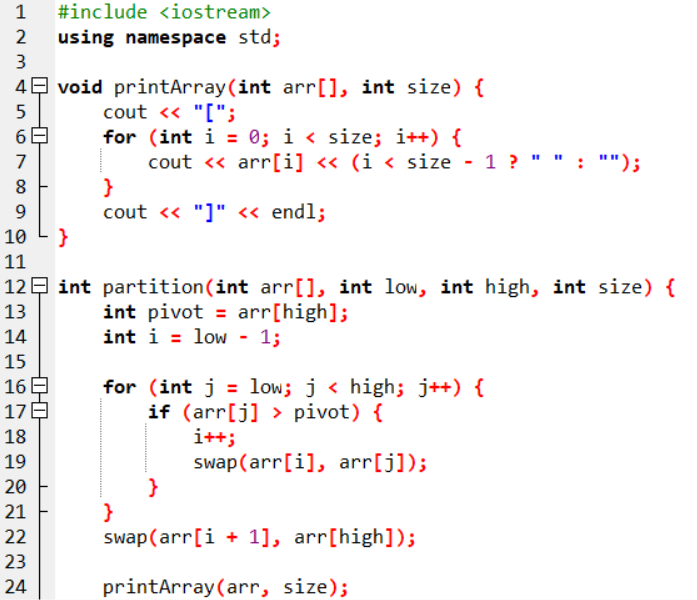 1 #include <iostream>
2 using namespace std;
3
4 void printArray(int arr[], int size) {
5 cout << "[";
6 for (int i = 0; i < size; i++) {
7 cout << arr[i] << (i < size - 1 ? " " : "");
8 }
9 cout << "]" << endl;
10 }
11
12 int partition(int arr[], int low, int high, int size) {
13 int pivot = arr[high];
14 int i = low - 1;
15
16 for (int j = low; j < high; j++) {
17 if (arr[j] > pivot) {
18 i++;
19 swap(arr[i], arr[j]);
20 }
21 }
22 swap(arr[i + 1], arr[high]);
23
24 printArray(arr, size);